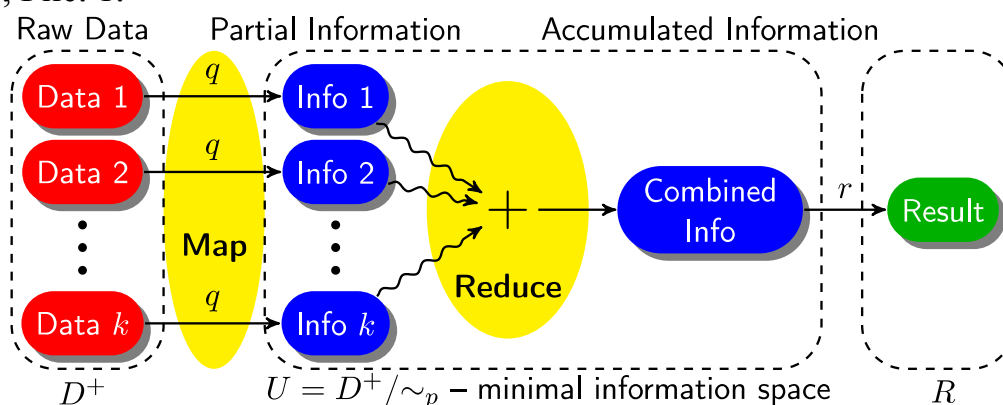 Raw Data
Partial Information
Accumulated Information
Data 1
q
Info 1
Data 2
q
Info 2
Map
+
Reduce
Combined
Info
r
Result
Data k
q
Info k
D⁺
U = D⁺/∼ₚ – minimal information space
R